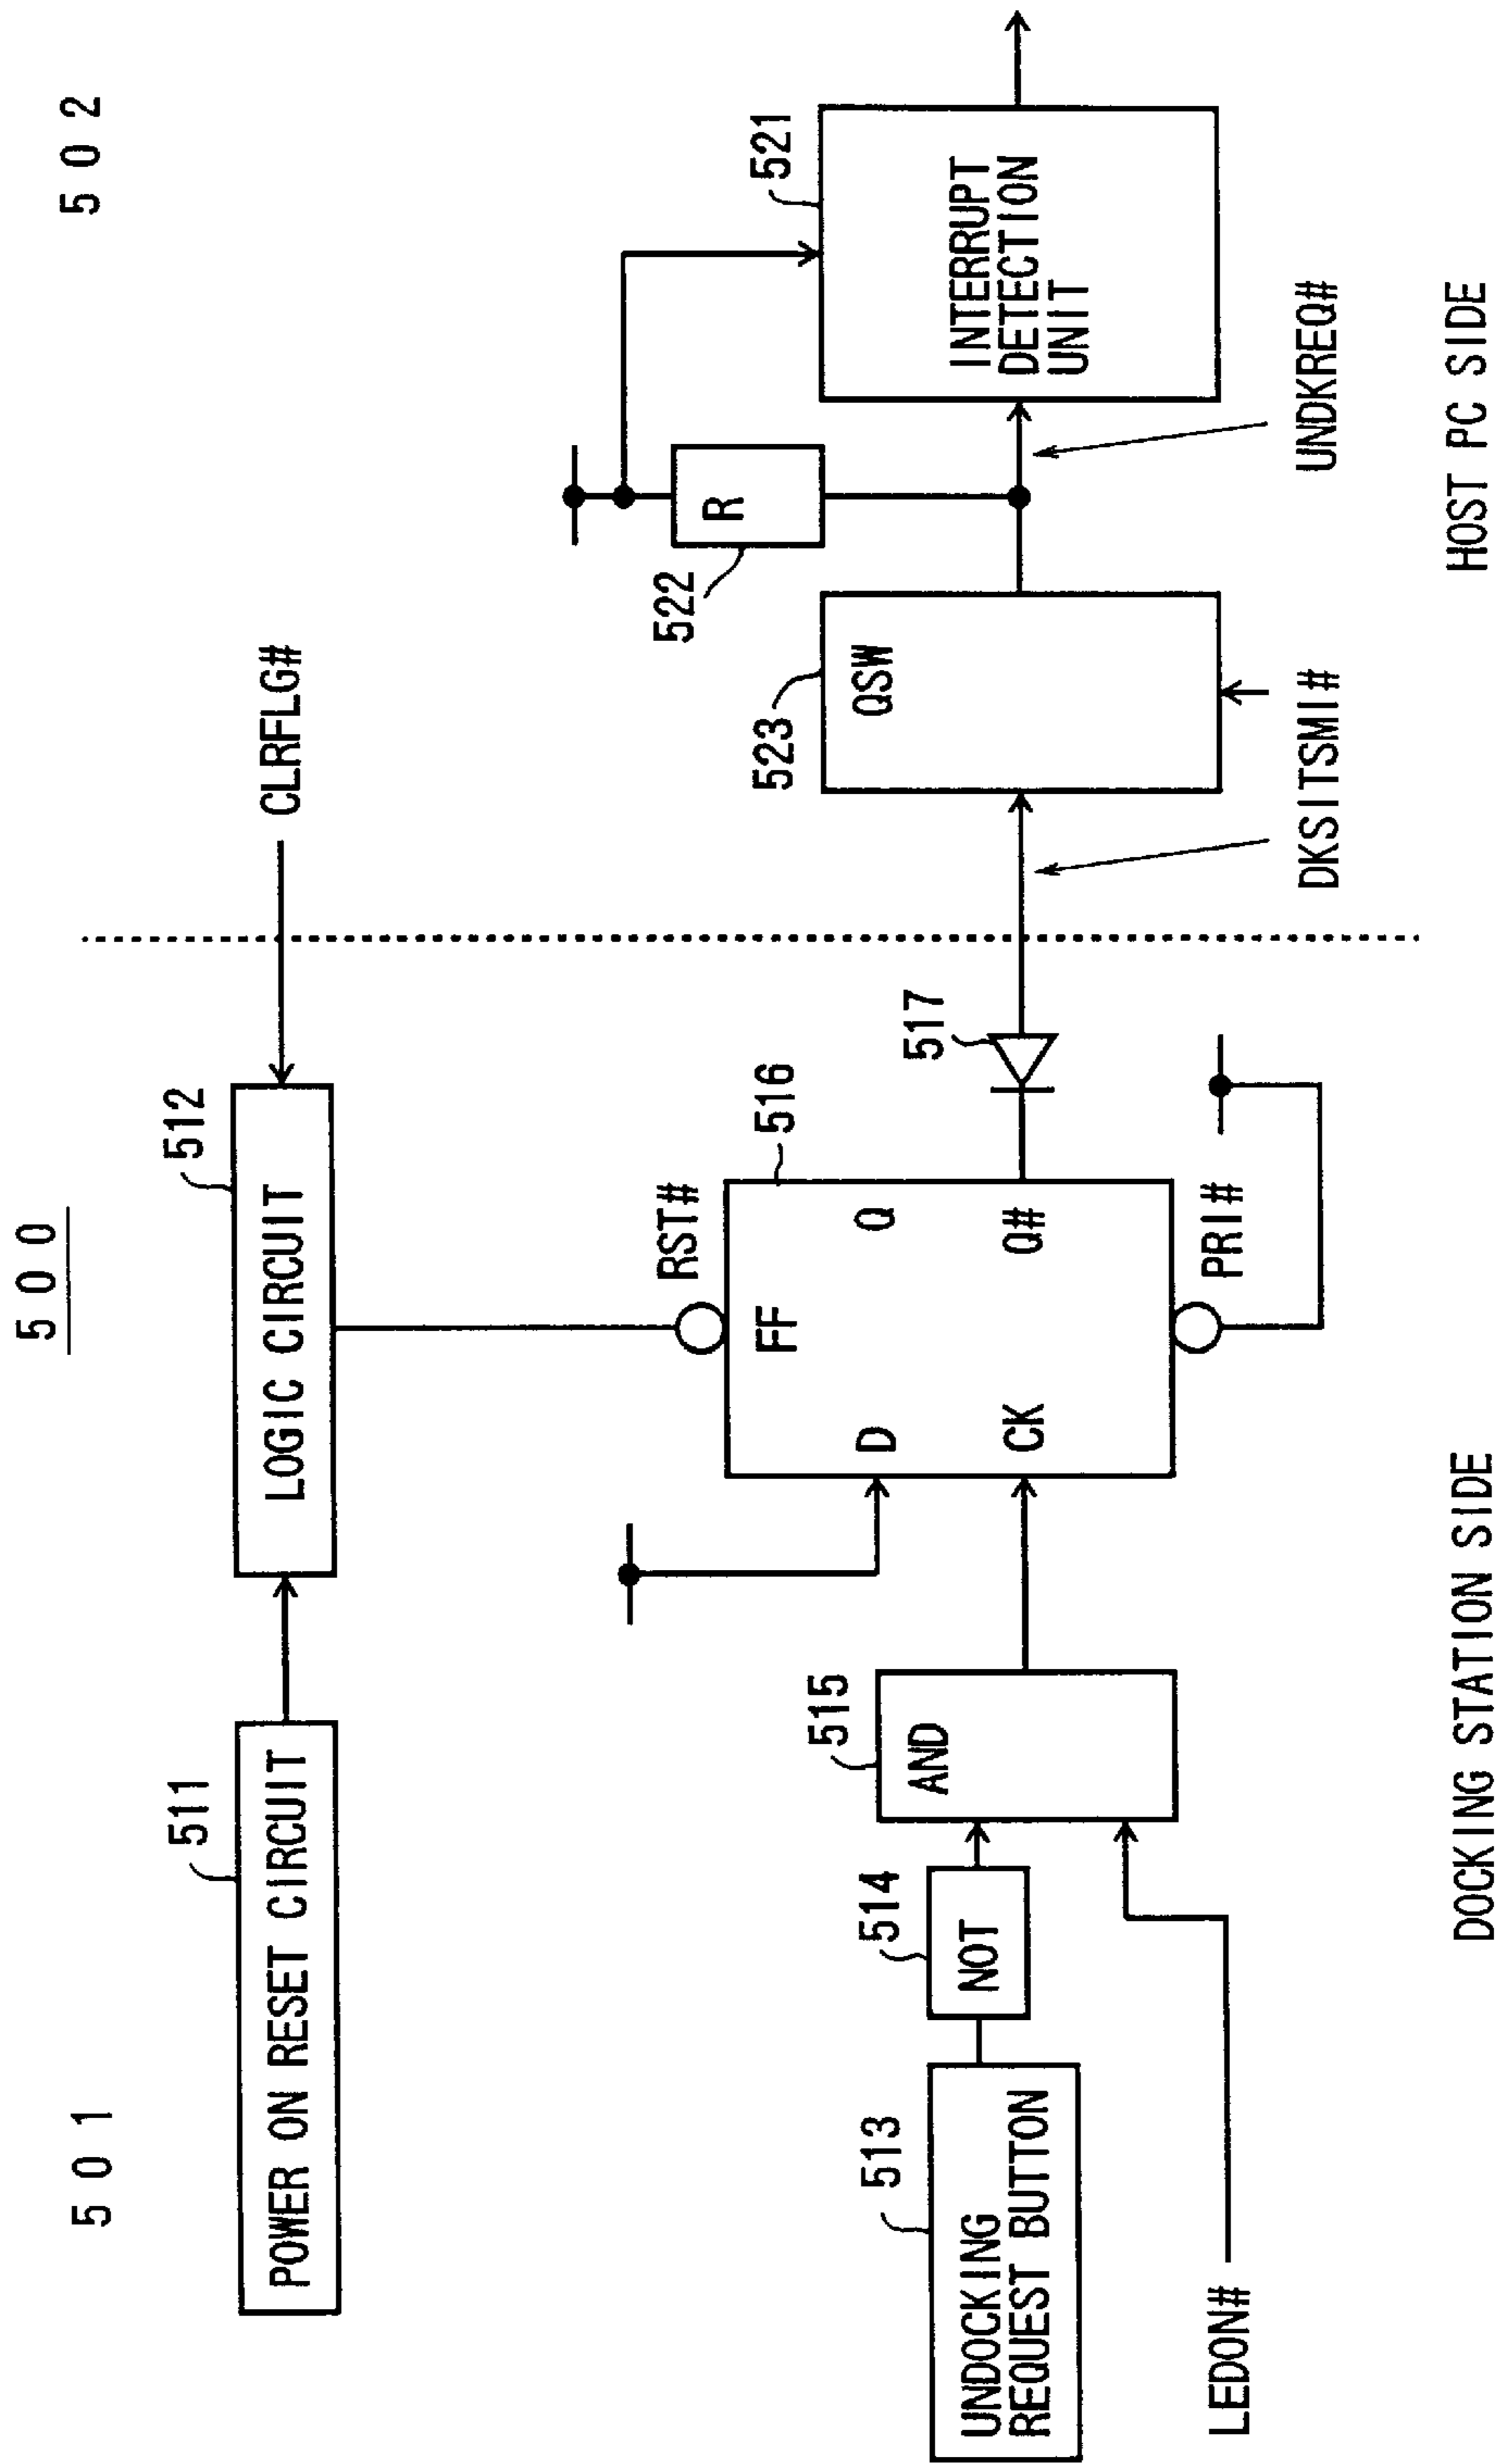 500
501
502
POWER ON RESET CIRCUIT
511
LOGIC CIRCUIT
512
CLRFLG#
UNDOCKING
REQUEST BUTTON
513
NOT
514
AND
515
LEDON#
FF
D
CK
Q
Q#
RST#
PRI#
516
517
DKSITSMI#
QSW
523
R
522
UNDKREQ#
INTERRUPT
DETECTION
UNIT
521
DOCKING STATION SIDE
HOST PC SIDE